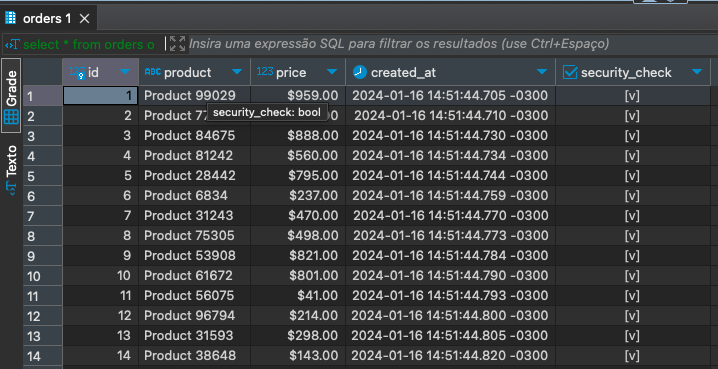 orders 1
select * from orders o
Insira uma expressão SQL para filtrar os resultados (use Ctrl+Espaço)
Grade
Texto
123 id ABC product 123 price created_at security_check
1 1 Product 99029 $959.00 2024-01-16 14:51:44.705 -0300 [v]
security_check: bool
2 2 Product 2024-01-16 14:51:44.710 -0300 [v]
3 3 Product 84675 $888.00 2024-01-16 14:51:44.730 -0300 [v]
4 4 Product 81242 $560.00 2024-01-16 14:51:44.734 -0300 [v]
5 5 Product 28442 $795.00 2024-01-16 14:51:44.744 -0300 [v]
6 6 Product 6834 $237.00 2024-01-16 14:51:44.759 -0300 [v]
7 7 Product 31243 $470.00 2024-01-16 14:51:44.770 -0300 [v]
8 8 Product 75305 $498.00 2024-01-16 14:51:44.773 -0300 [v]
9 9 Product 53908 $821.00 2024-01-16 14:51:44.784 -0300 [v]
10 10 Product 61672 $801.00 2024-01-16 14:51:44.790 -0300 [v]
11 11 Product 56075 $41.00 2024-01-16 14:51:44.793 -0300 [v]
12 12 Product 96794 $214.00 2024-01-16 14:51:44.800 -0300 [v]
13 13 Product 31593 $298.00 2024-01-16 14:51:44.805 -0300 [v]
14 14 Product 38648 $143.00 2024-01-16 14:51:44.820 -0300 [v]